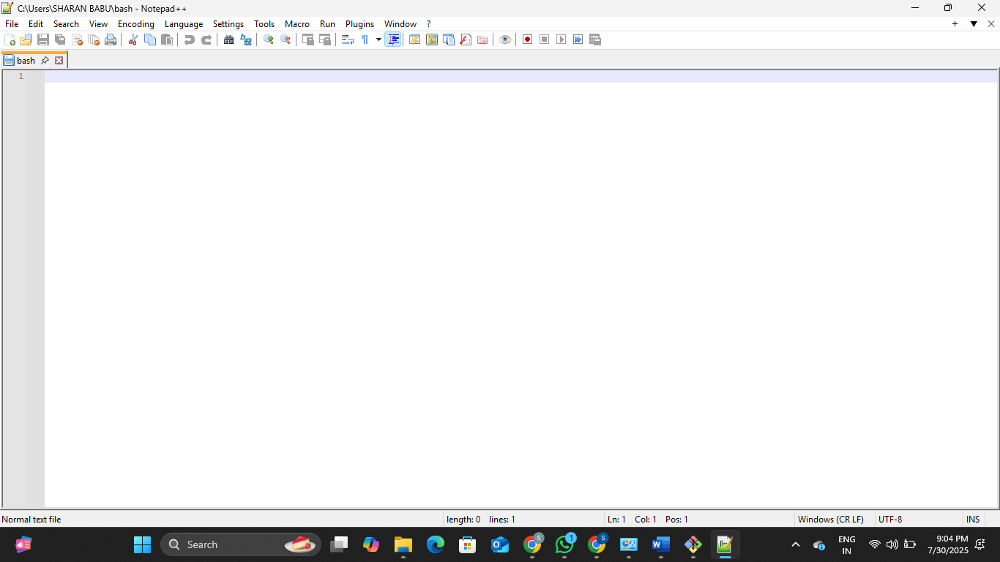 C:\Users\SHARAN BABU\bash - Notepad++
File Edit Search View Encoding Language Settings Tools Macro Run Plugins Window ?
bash
1
Normal text file length: 0 lines: 1 Ln: 1 Col: 1 Pos: 1 Windows (CR LF) UTF-8 INS
Search
S
1
S
ENG
IN
9:04 PM
7/30/2025